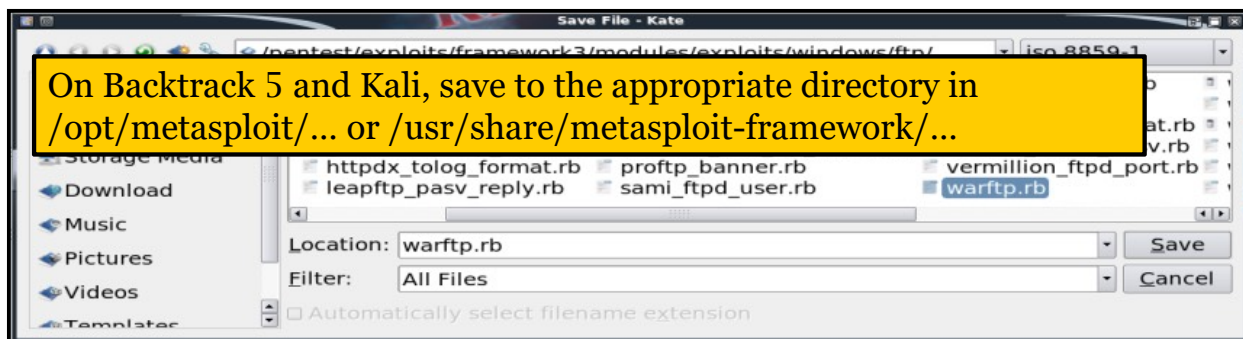 Save File - Kate
/pentest/exploits/framework3/modules/exploits/windows/ftp/ iso 8859-1
On Backtrack 5 and Kali, save to the appropriate directory in
/opt/metasploit/... or /usr/share/metasploit-framework/...
at.rb
v.rb
Storage Media
httpdx_tolog_format.rb proftp_banner.rb vermillion_ftpd_port.rb
Download leapftp_pasv_reply.rb sami_ftpd_user.rb warftp.rb
Music
Location: warftp.rb Save
Pictures
Filter: All Files Cancel
Videos
Automatically select filename extension
Templates